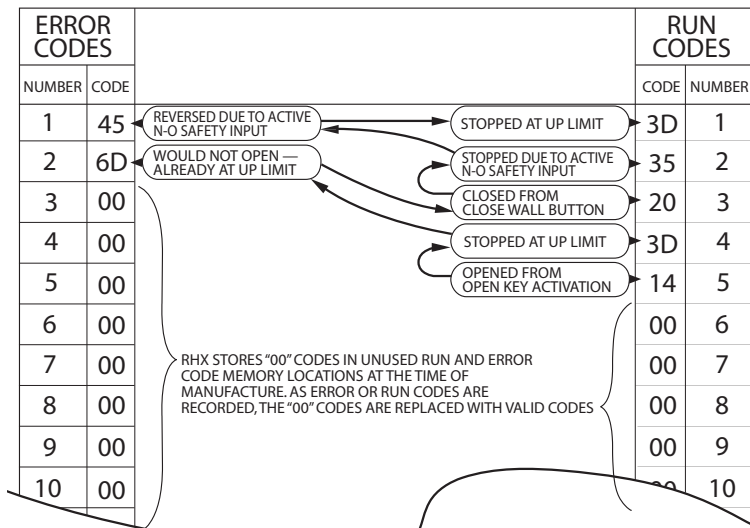 ERROR CODES
RUN CODES
NUMBER CODE
CODE NUMBER
1 45 REVERSED DUE TO ACTIVE
N-O SAFETY INPUT
STOPPED AT UP LIMIT 3D 1
2 6D WOULD NOT OPEN —
ALREADY AT UP LIMIT
STOPPED DUE TO ACTIVE
N-O SAFETY INPUT 35 2
3 00
CLOSED FROM
CLOSE WALL BUTTON 20 3
4 00 STOPPED AT UP LIMIT 3D 4
5 00
OPENED FROM
OPEN KEY ACTIVATION 14 5
6 00 00 6
7 00 00 7
8 00 00 8
9 00 00 9
10 00 00 10
RHX STORES “00” CODES IN UNUSED RUN AND ERROR
CODE MEMORY LOCATIONS AT THE TIME OF
MANUFACTURE. AS ERROR OR RUN CODES ARE
RECORDED, THE “00” CODES ARE REPLACED WITH VALID CODES